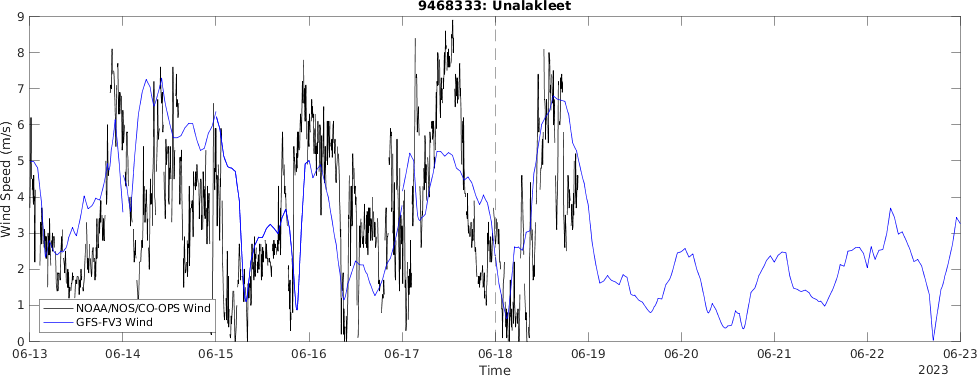 9468333: Unalakleet
9
8
7
6
5
4
3
2
1
0
Wind Speed (m/s)
NOAA/NOS/CO-OPS Wind
GFS-FV3 Wind
06-13 06-14 06-15 06-16 06-17 06-18 06-19 06-20 06-21 06-22 06-23
Time
2023